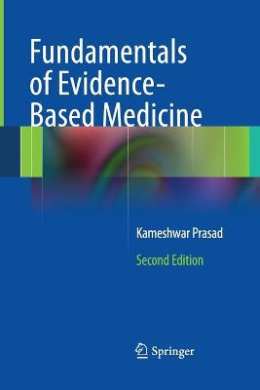 Fundamentals
of Evidence-
Based Medicine
Kameshwar Prasad
Second Edition
Springer